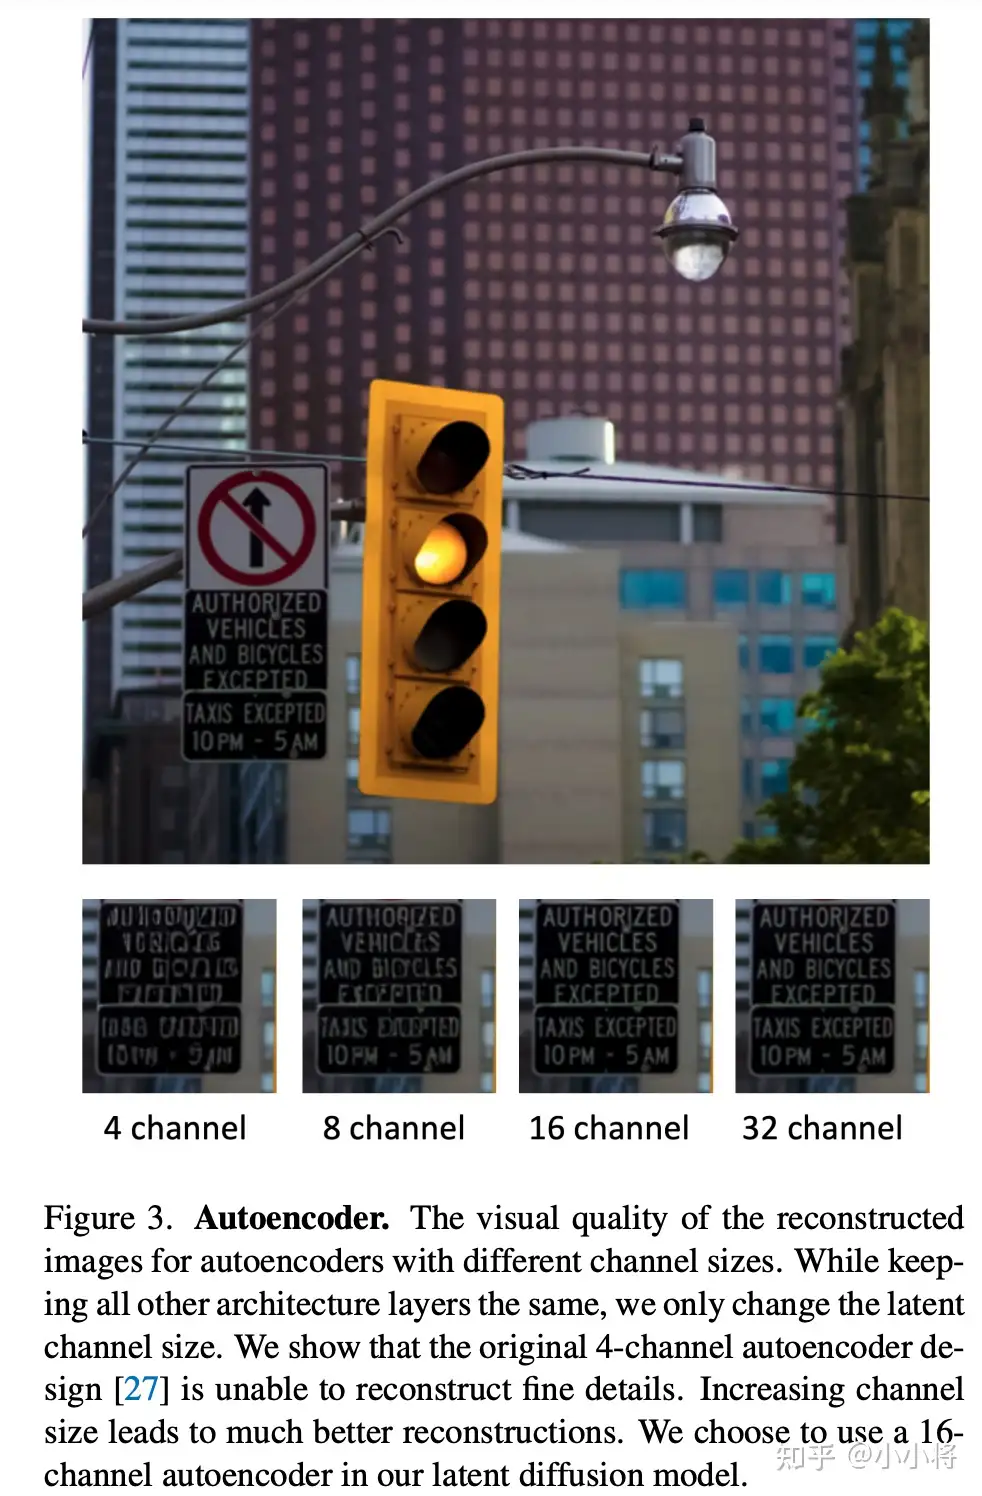 AUTHORIZED
VEHICLES
AND BICYCLES
EXCEPTED
TAXIS EXCEPTED
10 PM - 5 AM
10PM - 5 AM
AUTHORIZED
VEHICLES
AND BICYCLES
EXCEPTED
TAXIS EXCEPTED
10 PM - 5 AM
AUTHORIZED
VEHICLES
AND BICYCLES
EXCEPTED
TAXIS EXCEPTED
10 PM - 5 AM
4 channel
8 channel
16 channel
32 channel
Figure 3. Autoencoder. The visual quality of the reconstructed
images for autoencoders with different channel sizes. While keep-
ing all other architecture layers the same, we only change the latent
channel size. We show that the original 4-channel autoencoder de-
sign [27] is unable to reconstruct fine details. Increasing channel
size leads to much better reconstructions. We choose to use a 16-
channel autoencoder in our latent diffusion model.
知乎 @小小将